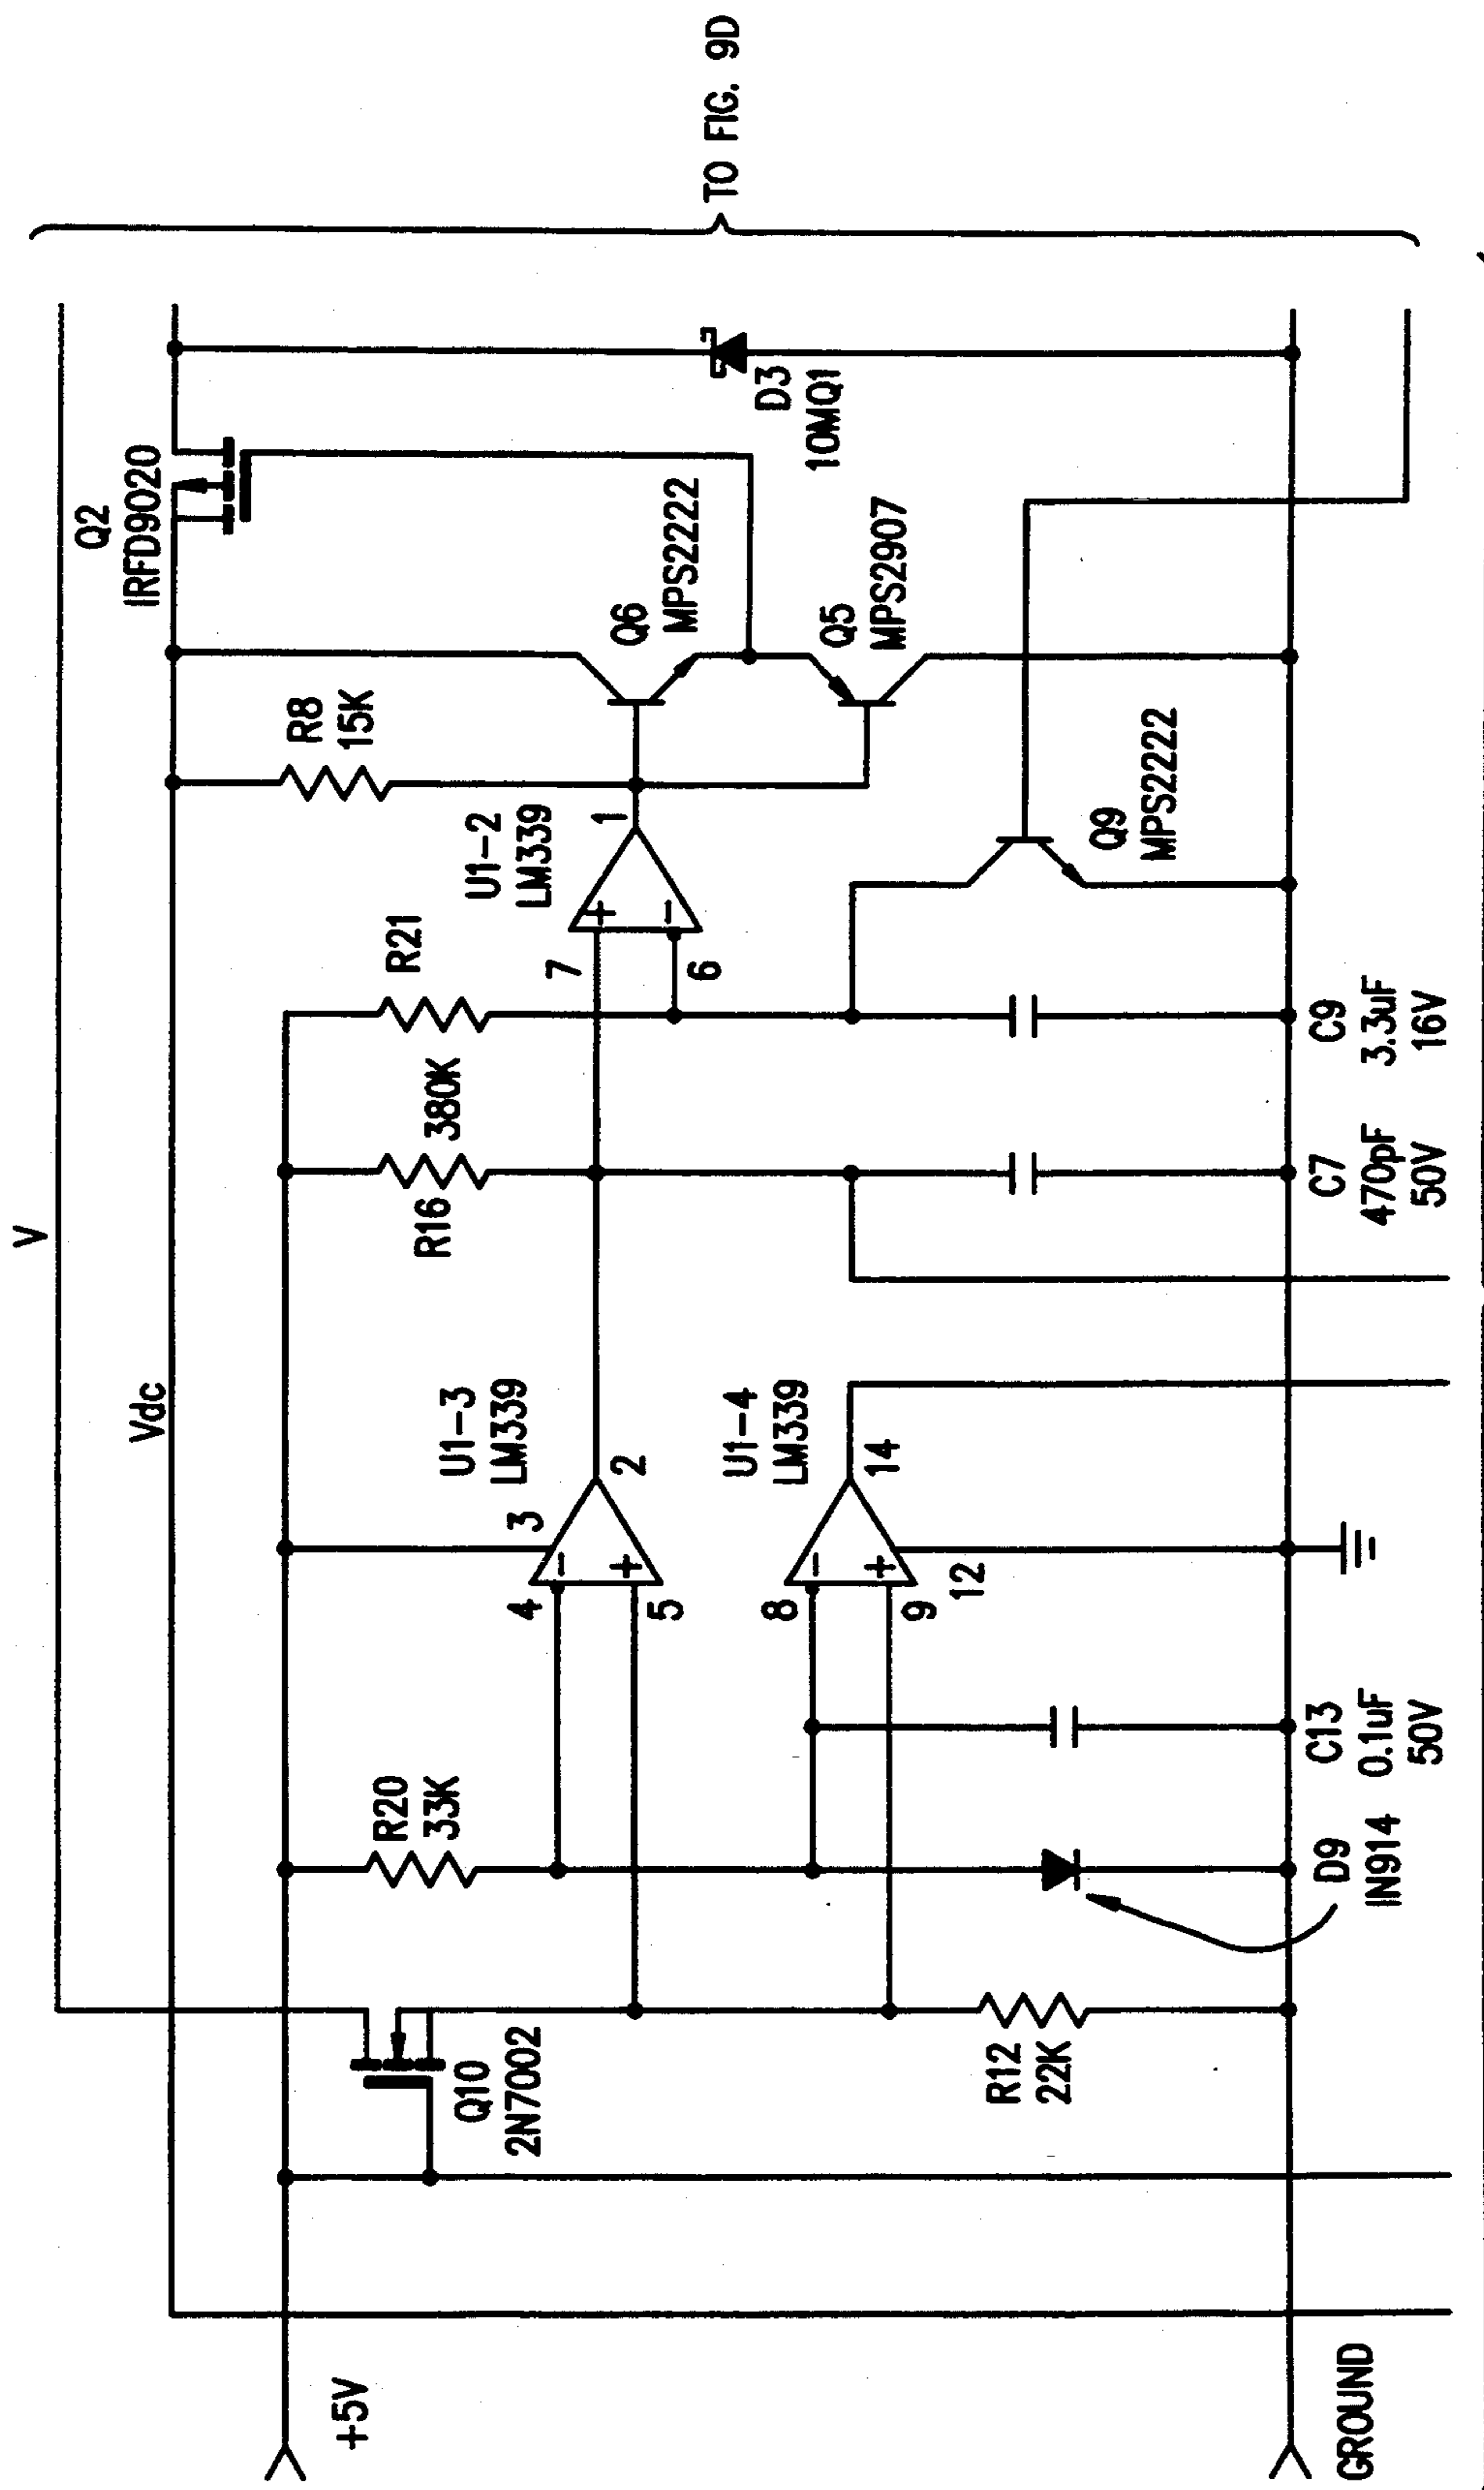 V
Vdc
+5V
GROUND
Q10
2N7002
R12
22K
R20
33K
D9
IN914
C13
0.1uF
50V
4
5
3
-
+
2
U1-3
LM339
8
9
12
-
+
14
U1-4
LM339
R16
380K
R21
C7
470pF
50V
C9
3.3uF
16V
7
6
+
-
1
U1-2
LM339
R8
15K
Q6
MPS2222
Q5
MPS2907
Q9
MPS2222
Q2
IRFD9020
D3
10MQ1
TO FIG. 9D